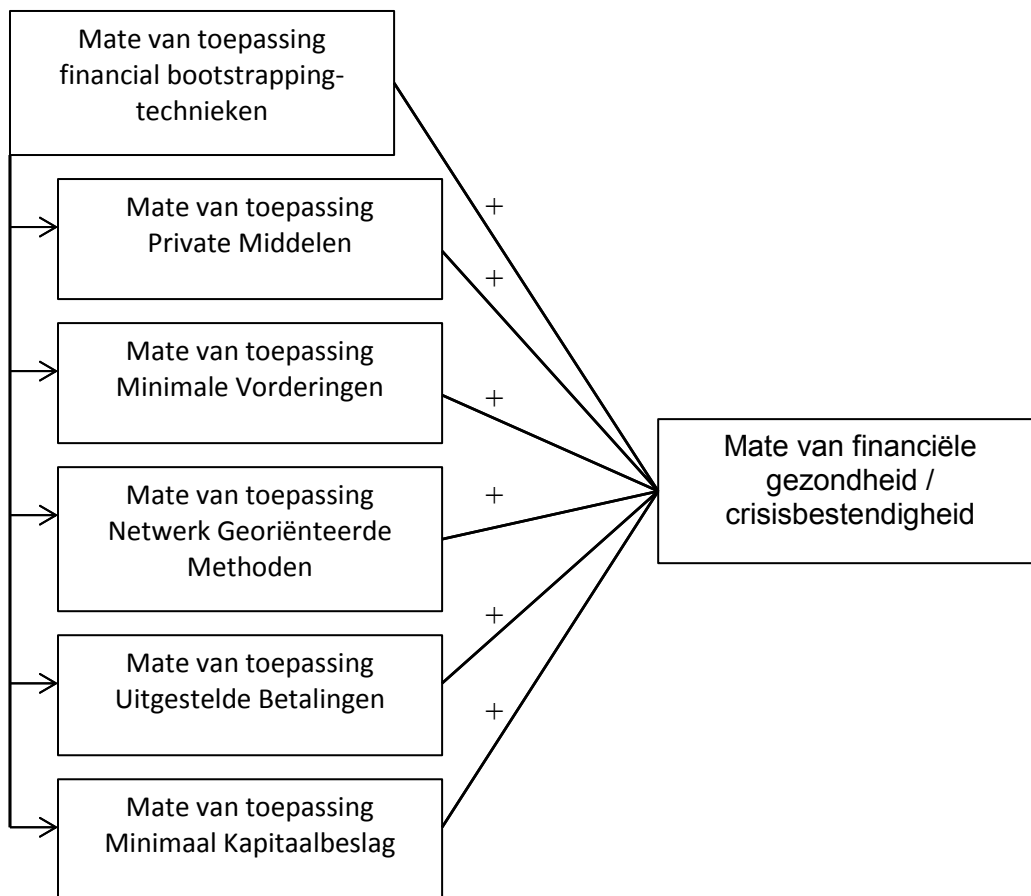 Mate van toepassing
financial bootstrapping-
technieken
Mate van toepassing
Private Middelen
Mate van toepassing
Minimale Vorderingen
Mate van toepassing
Netwerk Georiënteerde
Methoden
Mate van toepassing
Uitgestelde Betalingen
Mate van toepassing
Minimaal Kapitaalbeslag
+
+
+
+
+
+
Mate van financiële
gezondheid /
crisisbestendigheid